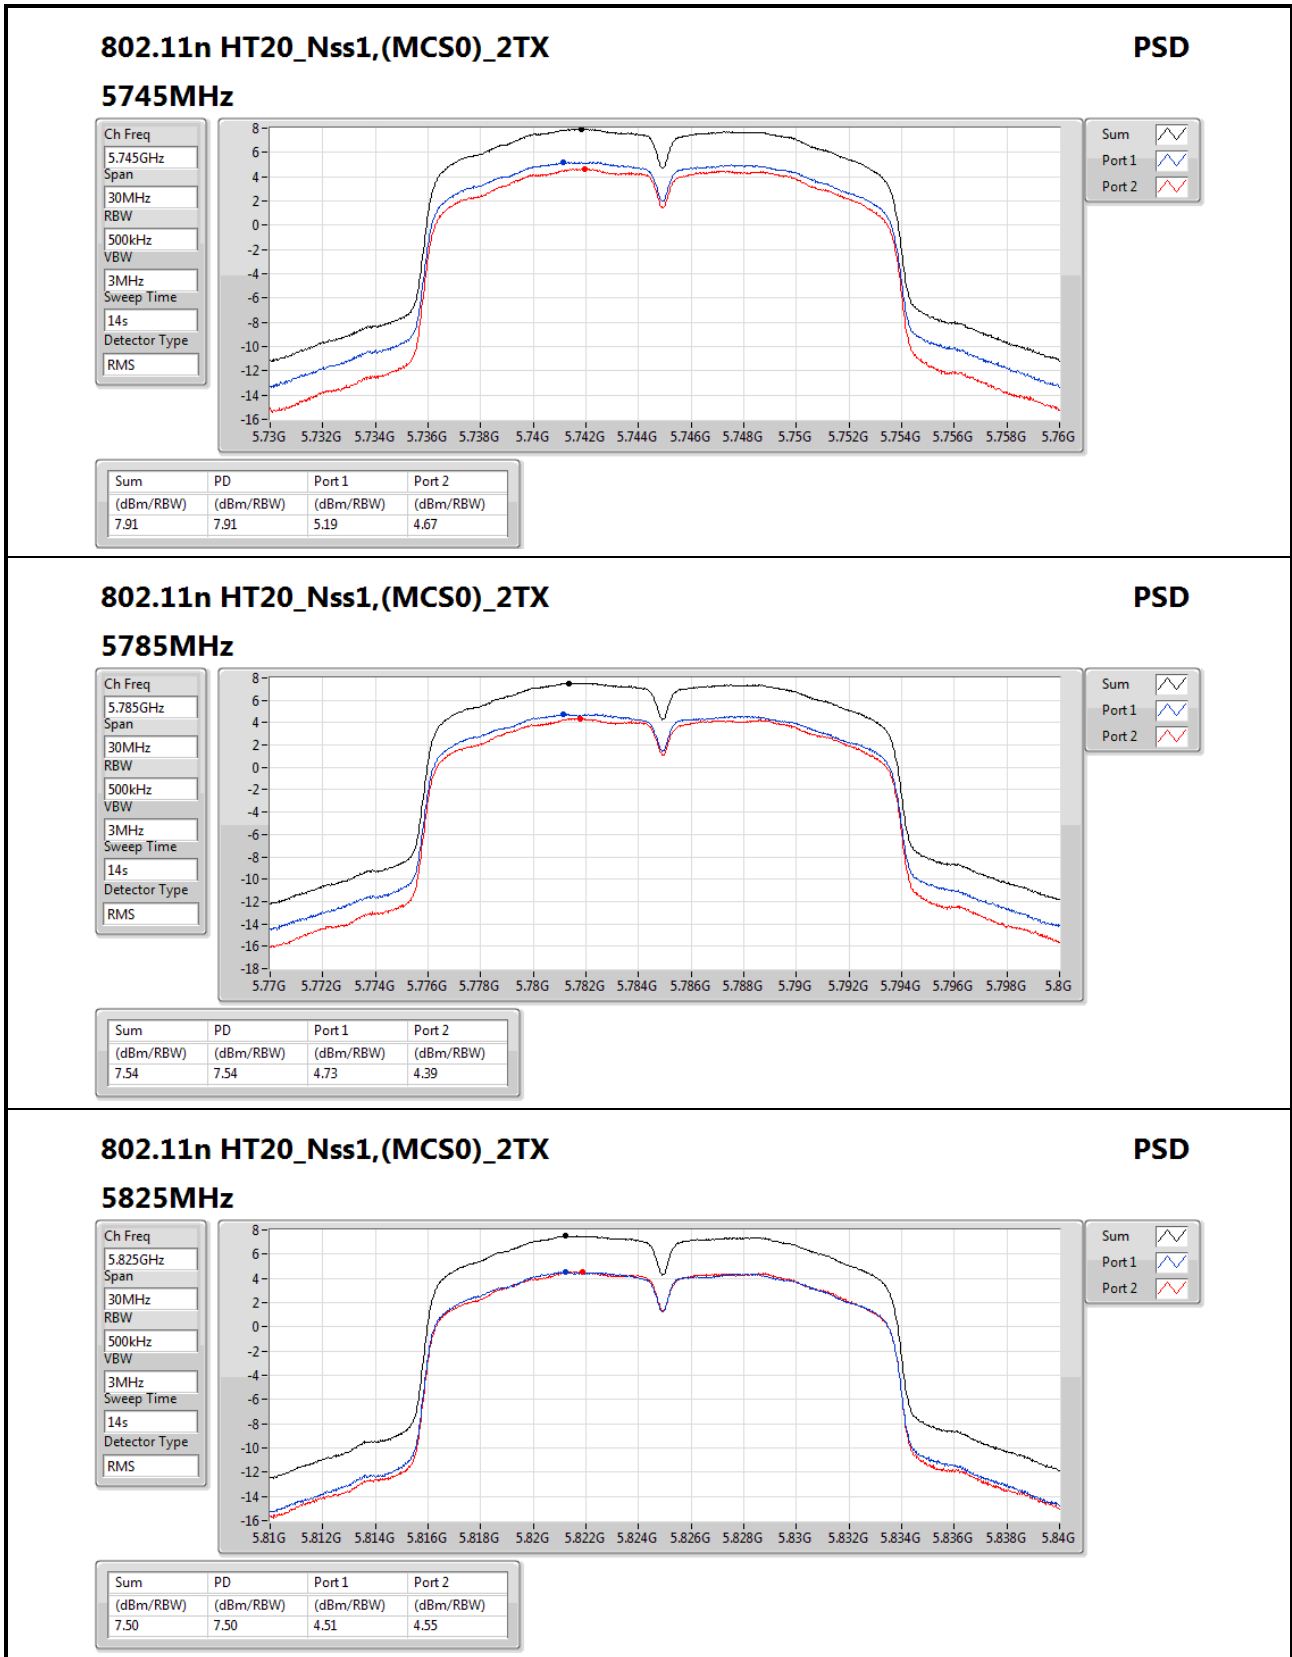 802.11n HT20_Nss1,(MCS0)_2TX PSD
5745MHz
Ch Freq
5.745GHz
Span
30MHz
RBW
500kHz
VBW
3MHz
Sweep Time
14s
Detector Type
RMS
8
6
4
2
0
-2
-4
-6
-8
-10
-12
-14
-16
5.73G 5.732G 5.734G 5.736G 5.738G 5.74G 5.742G 5.744G 5.746G 5.748G 5.75G 5.752G 5.754G 5.756G 5.758G 5.76G
Sum
Port 1
Port 2
Sum PD Port 1 Port 2
(dBm/RBW) (dBm/RBW) (dBm/RBW) (dBm/RBW)
7.91 7.91 5.19 4.67
802.11n HT20_Nss1,(MCS0)_2TX PSD
5785MHz
Ch Freq
5.785GHz
Span
30MHz
RBW
500kHz
VBW
3MHz
Sweep Time
14s
Detector Type
RMS
8
6
4
2
0
-2
-4
-6
-8
-10
-12
-14
-16
-18
5.77G 5.772G 5.774G 5.776G 5.778G 5.78G 5.782G 5.784G 5.786G 5.788G 5.79G 5.792G 5.794G 5.796G 5.798G 5.8G
Sum
Port 1
Port 2
Sum PD Port 1 Port 2
(dBm/RBW) (dBm/RBW) (dBm/RBW) (dBm/RBW)
7.54 7.54 4.73 4.39
802.11n HT20_Nss1,(MCS0)_2TX PSD
5825MHz
Ch Freq
5.825GHz
Span
30MHz
RBW
500kHz
VBW
3MHz
Sweep Time
14s
Detector Type
RMS
8
6
4
2
0
-2
-4
-6
-8
-10
-12
-14
-16
5.81G 5.812G 5.814G 5.816G 5.818G 5.82G 5.822G 5.824G 5.826G 5.828G 5.83G 5.832G 5.834G 5.836G 5.838G 5.84G
Sum
Port 1
Port 2
Sum PD Port 1 Port 2
(dBm/RBW) (dBm/RBW) (dBm/RBW) (dBm/RBW)
7.50 7.50 4.51 4.55